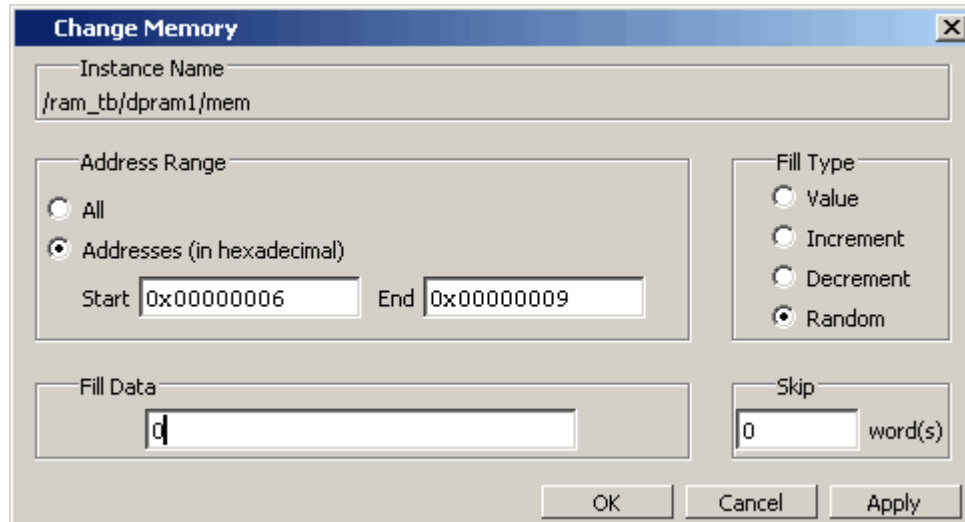 Change Memory
Instance Name
/ram_tb/dpram1/mem
Address Range
All
Addresses (in hexadecimal)
Start 0x00000006 End 0x00000009
Fill Type
Value
Increment
Decrement
Random
Fill Data
0
Skip
0 word(s)
OK Cancel Apply